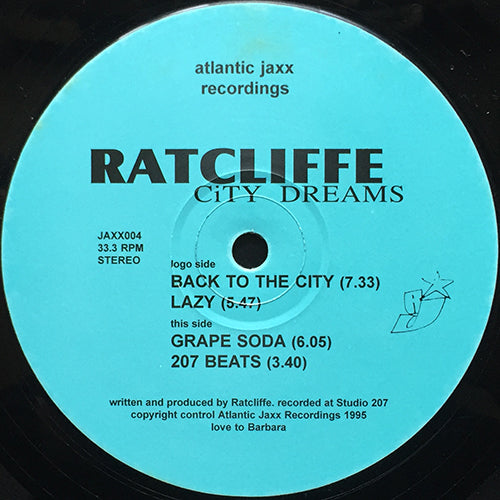 atlantic jaxx
recordings
RATCLIFFE
CiTY DREAMS
JAXX004
33.3 RPM
STEREO
logo side
BACK TO THE CITY (7.33)
LAZY (5.47)
this side
GRAPE SODA (6.05)
207 BEATS (3.40)
written and produced by Ratcliffe. recorded at Studio 207
copyright control Atlantic Jaxx Recordings 1995
love to Barbara